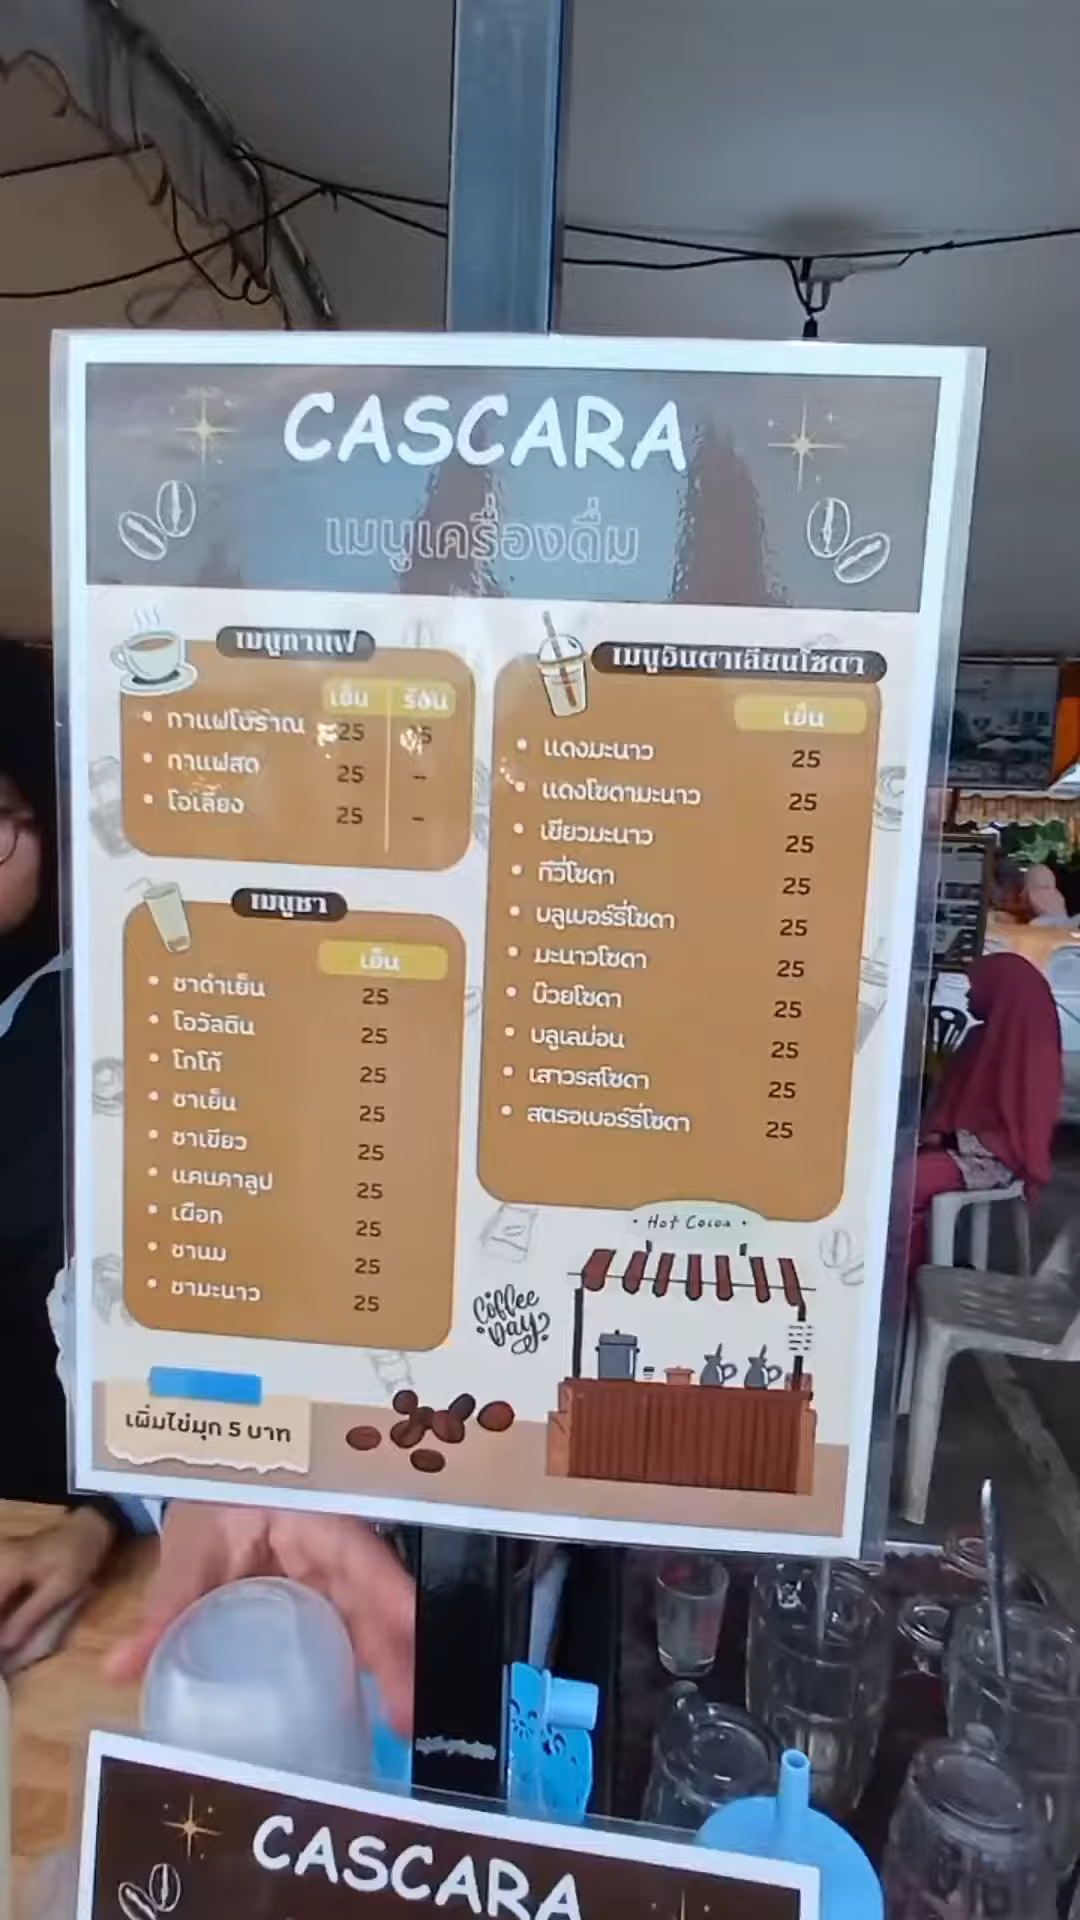 CASCARA
เมนูเครื่องดื่ม
เมนูกาแฟ
เย็น ร้อน
กาแฟโบราณ 25
กาแฟสด 25 -
โอเลี้ยง 25 -
เมนูชา
เย็น
ชาดำเย็น 25
โอวัลติน 25
โกโก้ 25
ชาเย็น 25
ชาเขียว 25
แคนตาลูป 25
เผือก 25
ชานม 25
ชามะนาว 25
เพิ่มไข่มุก 5 บาท
เมนูอิตาเลียนโซดา
เย็น
แดงมะนาว 25
แดงโซดามะนาว 25
เขียวมะนาว 25
กีวี่โซดา 25
บลูเบอร์รี่โซดา 25
มะนาวโซดา 25
บ๊วยโซดา 25
บลูเลม่อน 25
เสาวรสโซดา 25
สตรอเบอร์รี่โซดา 25
• Hot Cocoa •
Coffee
Day
CASCARA